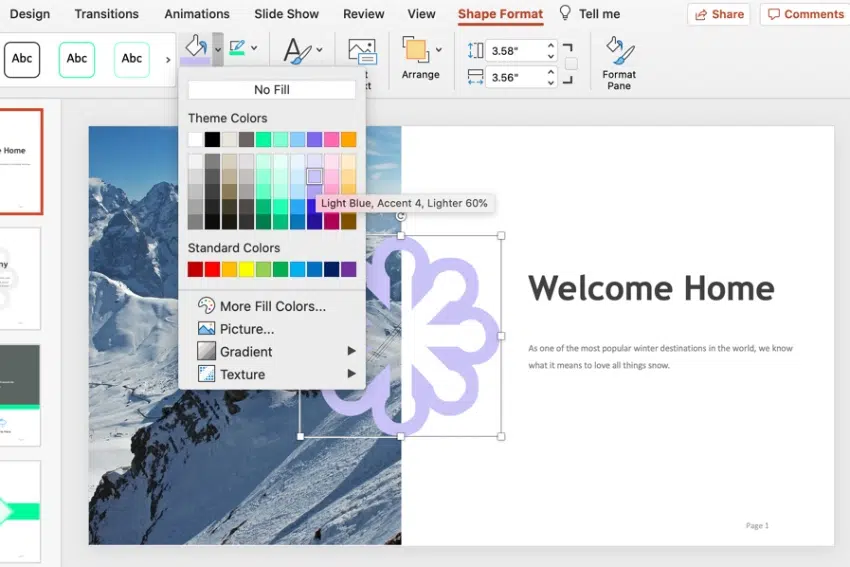 Design Transitions Animations Slide Show Review View Shape Format Tell me Share Comments
Abc Abc Abc
3.58"
3.56"
Arrange
Format
Pane
No Fill
Theme Colors
Light Blue, Accent 4, Lighter 60%
Standard Colors
More Fill Colors...
Picture...
Gradient
Texture
Home
Welcome Home
As one of the most popular winter destinations in the world, we know
what it means to love all things snow.
Page 1